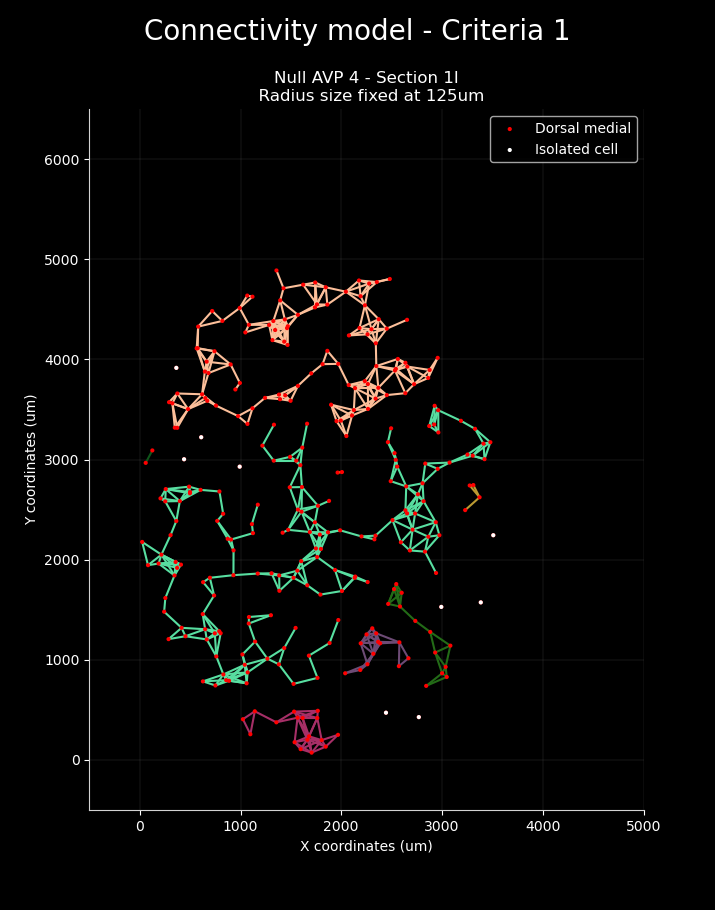 Connectivity model - Criteria 1
Null AVP 4 - Section 1l
Radius size fixed at 125um
Dorsal medial
Isolated cell
6000
5000
4000
3000
2000
1000
0
Y coordinates (um)
0
1000
2000
3000
4000
5000
X coordinates (um)